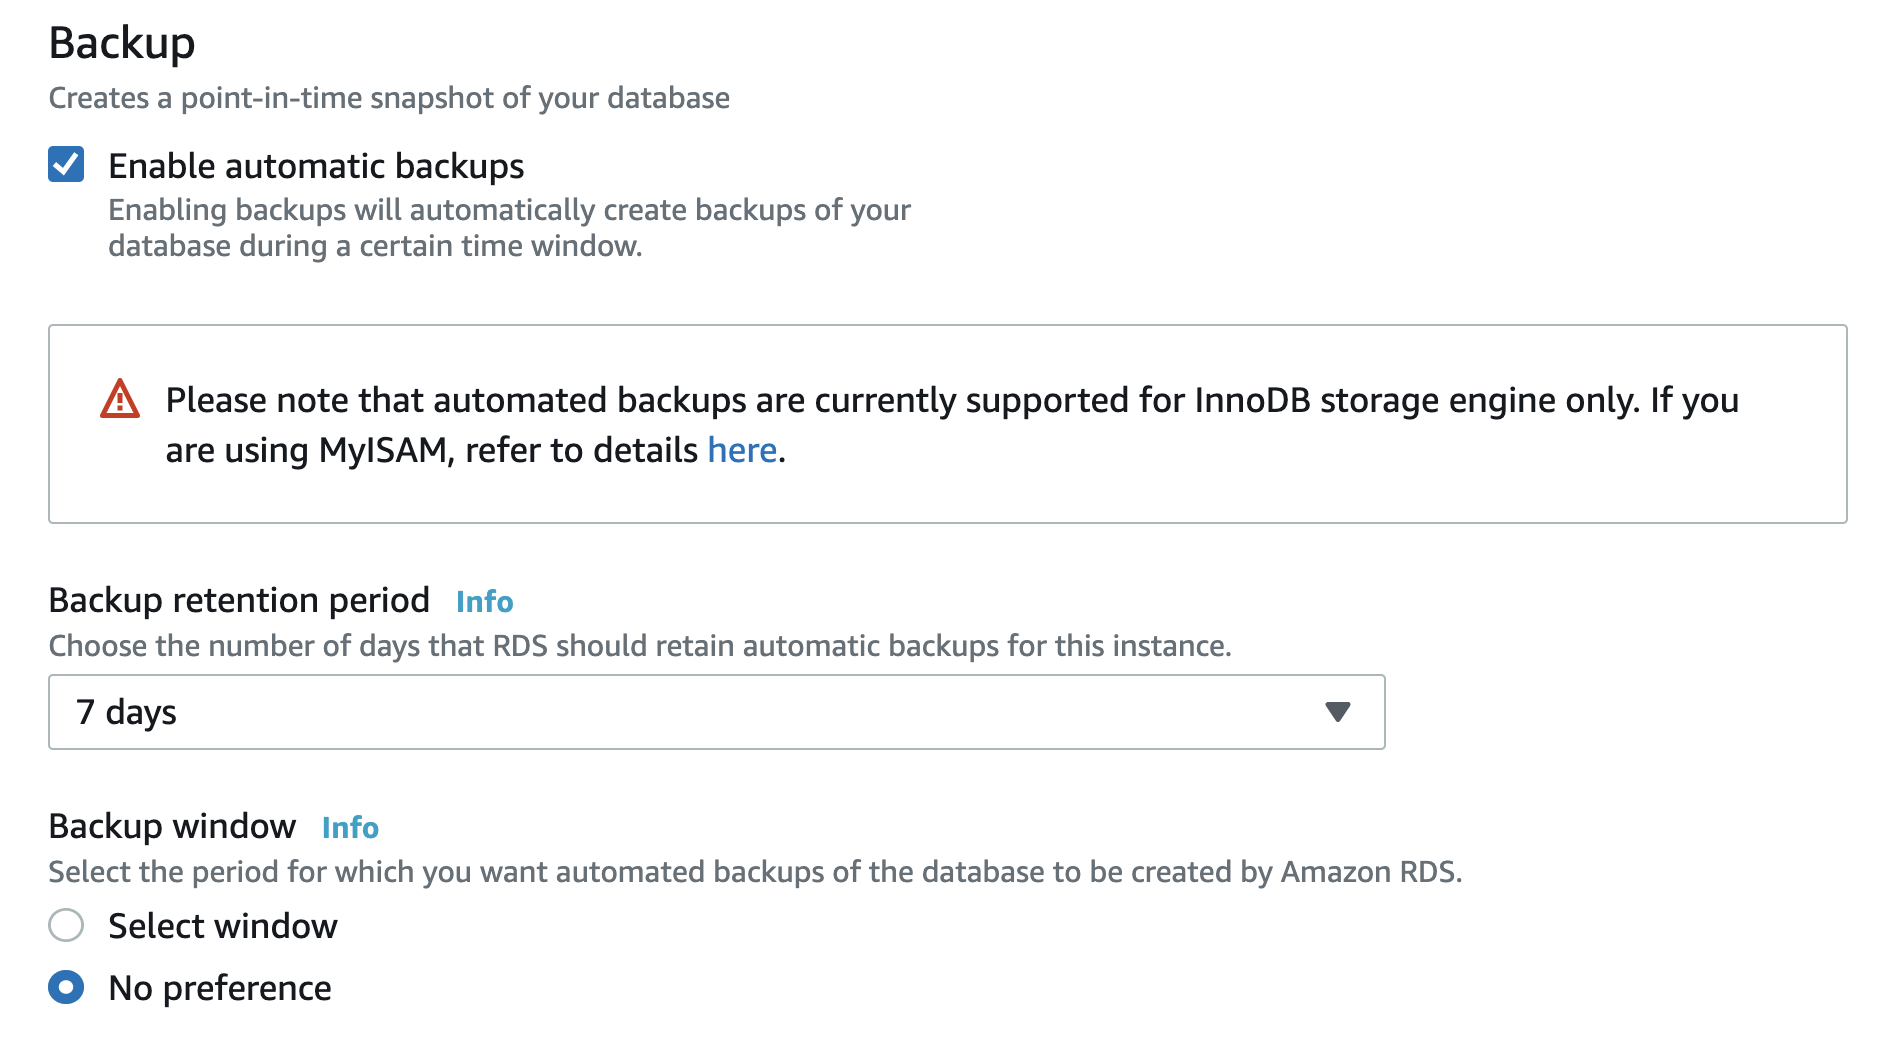 Backup
Creates a point-in-time snapshot of your database
Enable automatic backups
Enabling backups will automatically create backups of your
database during a certain time window.
Please note that automated backups are currently supported for InnoDB storage engine only. If you
are using MyISAM, refer to details here.
Backup retention period Info
Choose the number of days that RDS should retain automatic backups for this instance.
7 days
Backup window Info
Select the period for which you want automated backups of the database to be created by Amazon RDS.
Select window
No preference